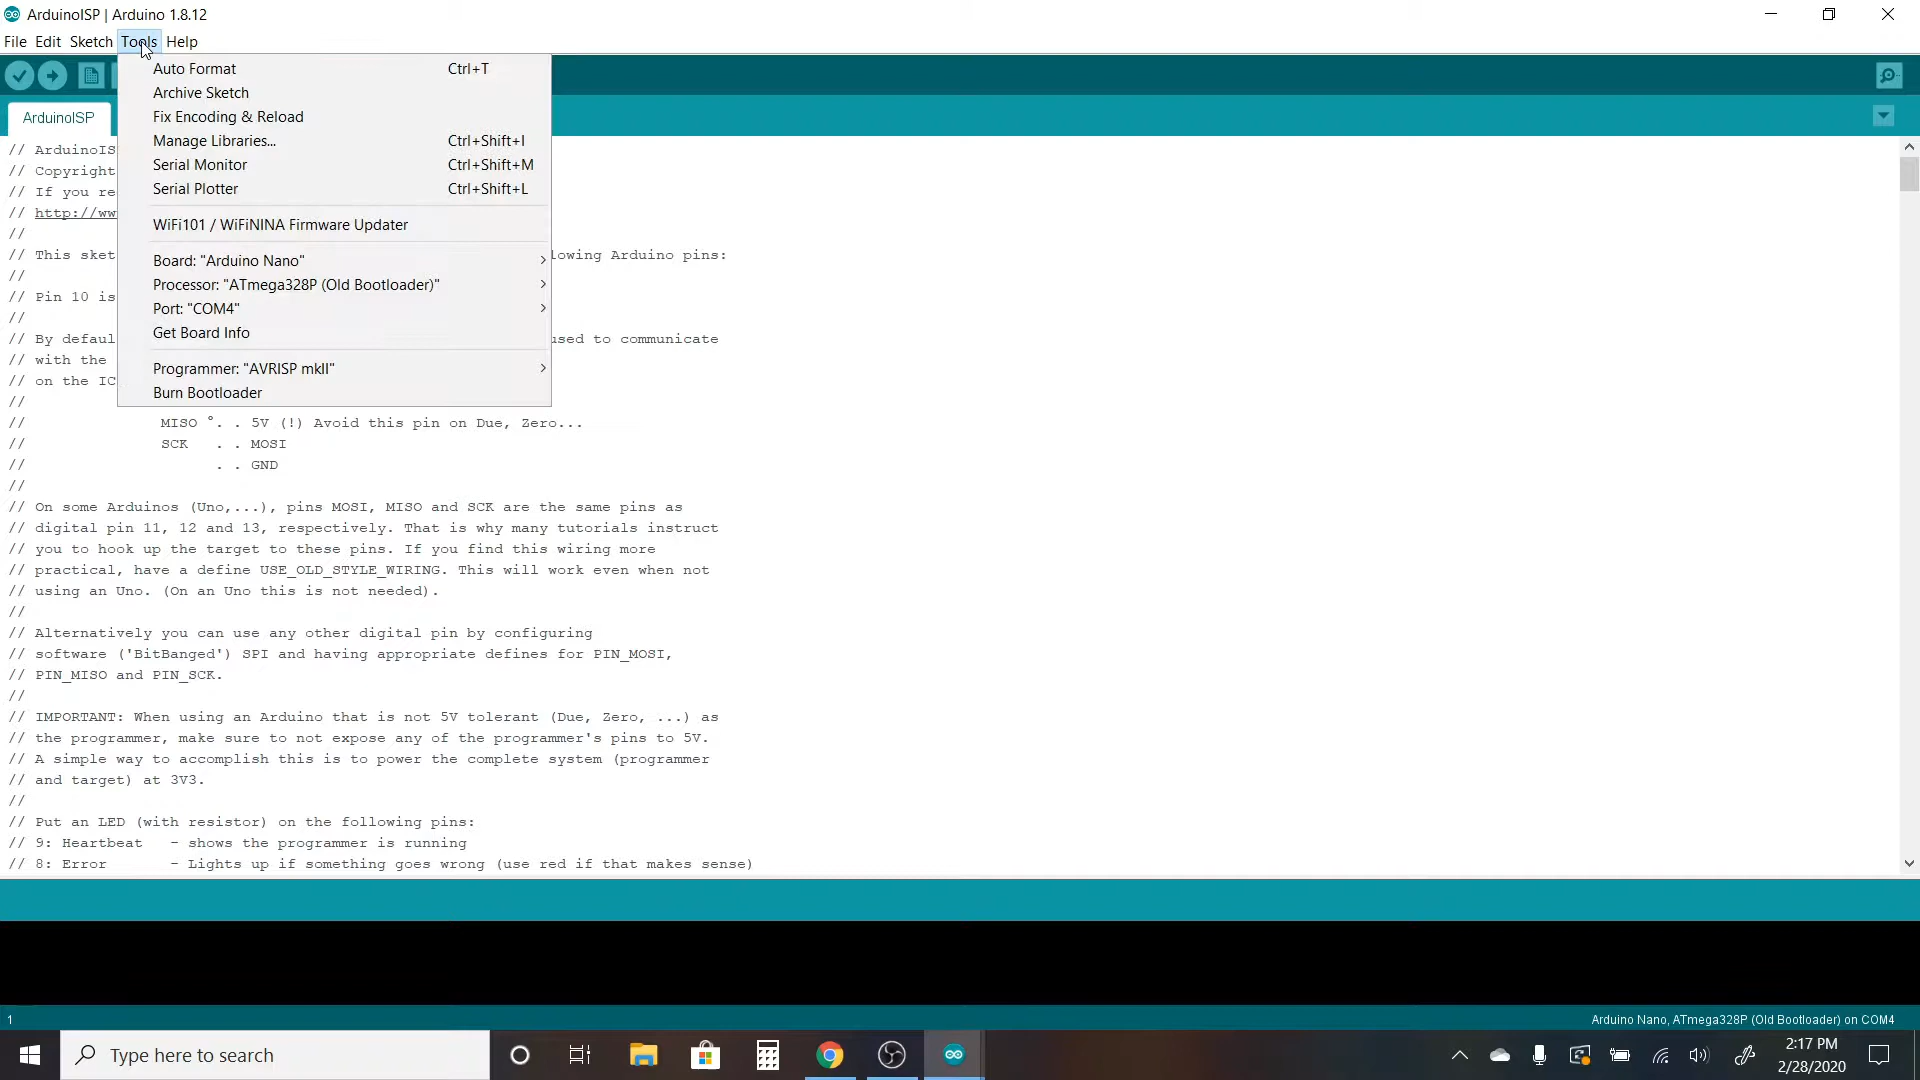 ArduinoISP | Arduino 1.8.12
File Edit Sketch Tools Help
Auto Format Ctrl+T
Archive Sketch
Fix Encoding & Reload
Manage Libraries... Ctrl+Shift+I
Serial Monitor Ctrl+Shift+M
Serial Plotter Ctrl+Shift+L
WiFi101 / WiFiNINA Firmware Updater
Board: "Arduino Nano"
Processor: "ATmega328P (Old Bootloader)"
Port: "COM4"
Get Board Info
Programmer: "AVRISP mkII"
Burn Bootloader
ArduinoISP
// ArduinoIS
// Copyright
// If you re
// http://ww
//
// This sket lowing Arduino pins:
//
// Pin 10 is
//
// By defaul used to communicate
// with the
// on the IC
//
// MISO °. . 5V (!) Avoid this pin on Due, Zero...
// SCK . . MOSI
// . . GND
//
// On some Arduinos (Uno,...), pins MOSI, MISO and SCK are the same pins as
// digital pin 11, 12 and 13, respectively. That is why many tutorials instruct
// you to hook up the target to these pins. If you find this wiring more
// practical, have a define USE_OLD_STYLE_WIRING. This will work even when not
// using an Uno. (On an Uno this is not needed).
//
// Alternatively you can use any other digital pin by configuring
// software ('BitBanged') SPI and having appropriate defines for PIN_MOSI,
// PIN_MISO and PIN_SCK.
//
// IMPORTANT: When using an Arduino that is not 5V tolerant (Due, Zero, ...) as
// the programmer, make sure to not expose any of the programmer's pins to 5V.
// A simple way to accomplish this is to power the complete system (programmer
// and target) at 3V3.
//
// Put an LED (with resistor) on the following pins:
// 9: Heartbeat - shows the programmer is running
// 8: Error - Lights up if something goes wrong (use red if that makes sense)
1 Arduino Nano, ATmega328P (Old Bootloader) on COM4
Type here to search
2:17 PM
2/28/2020